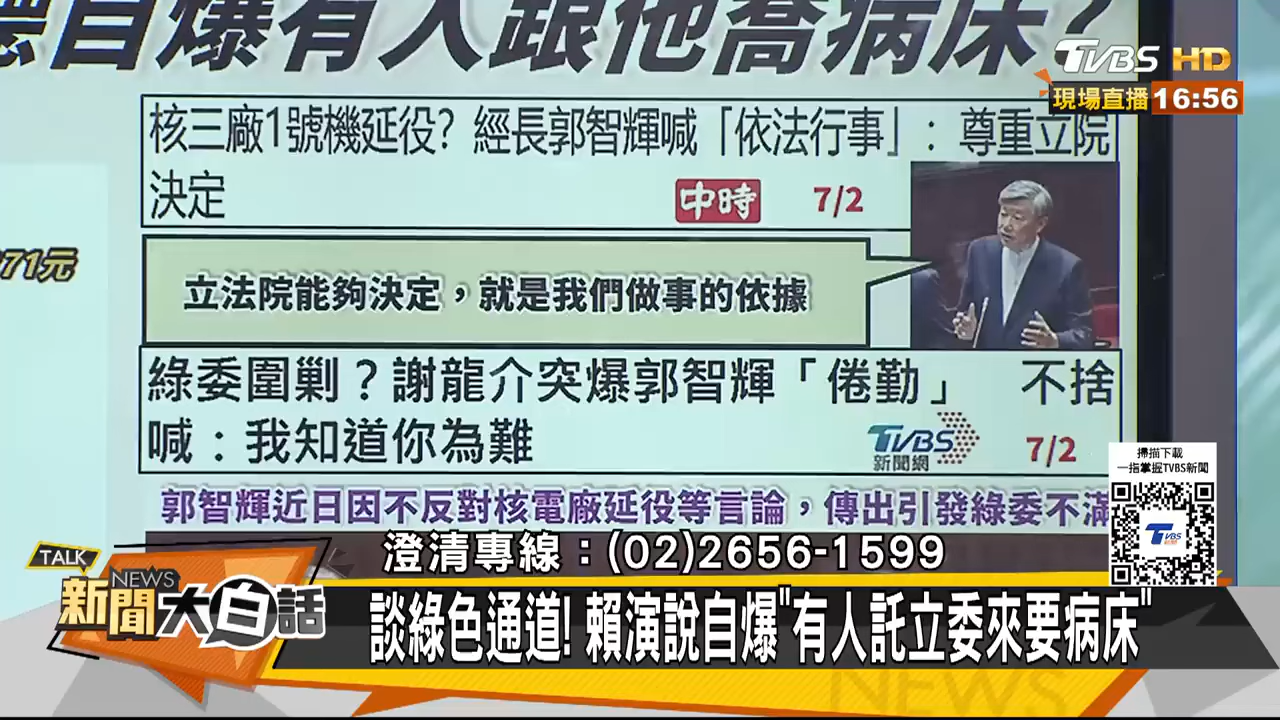 自爆有人跟他喬病床?
TVBS HD
現場直播 16:56
核三廠1號機延役? 經長郭智輝喊「依法行事」: 尊重立院
決定
中時 7/2
71元
立法院能夠決定,就是我們做事的依據
綠委圍剿?謝龍介突爆郭智輝「倦勤」 不捨
喊:我知道你為難
TVBS
新聞網
7/2
掃描下載
一指掌握TVBS新聞
TVBS
郭智輝近日因不反對核電廠延役等言論,傳出引發綠委不滿
澄清專線:(02)2656-1599
TALK
NEWS
新聞大白話
談綠色通道! 賴演說自爆"有人託立委來要病床"
NEWS